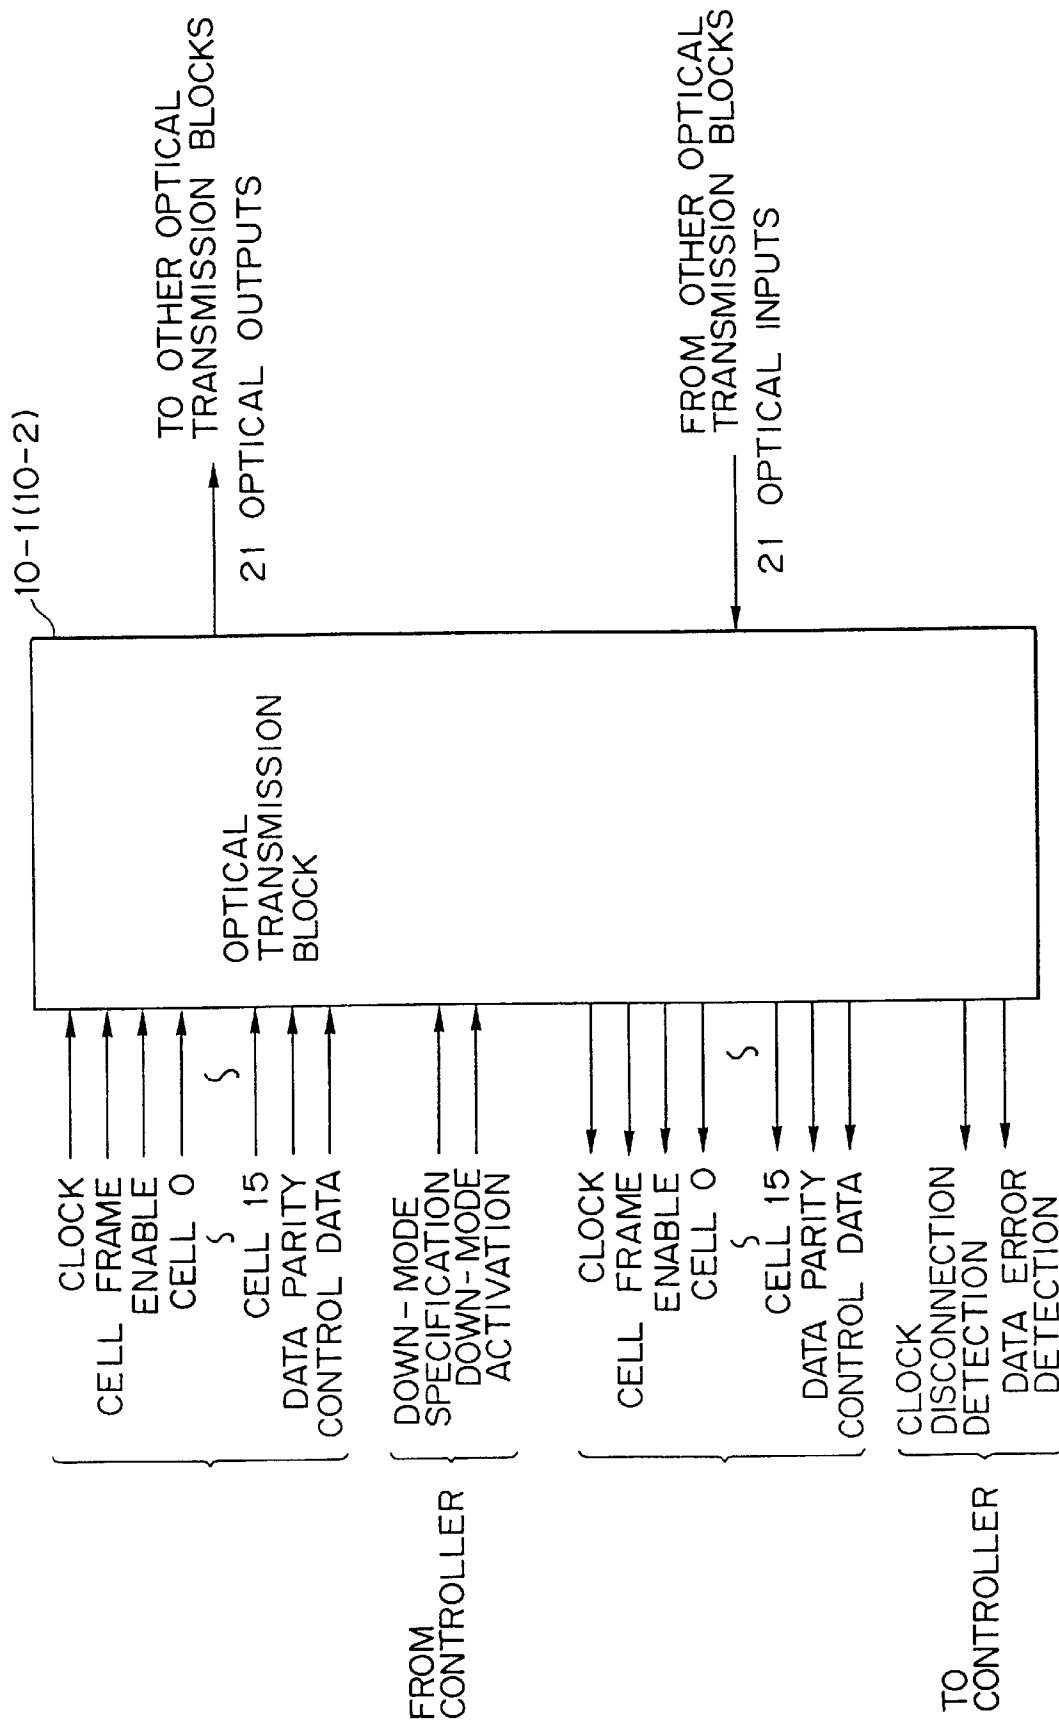 10-1(10-2)
CLOCK
CELL FRAME
ENABLE
CELL 0
CELL 15
DATA PARITY
CONTROL DATA
FROM
CONTROLLER
DOWN-MODE
SPECIFICATION
DOWN-MODE
ACTIVATION
CLOCK
CELL FRAME
ENABLE
CELL 0
CELL 15
DATA PARITY
CONTROL DATA
TO
CONTROLLER
CLOCK
DISCONNECTION
DETECTION
DATA ERROR
DETECTION
OPTICAL
TRANSMISSION
BLOCK
TO OTHER OPTICAL
TRANSMISSION BLOCKS
21 OPTICAL OUTPUTS
FROM OTHER OPTICAL
TRANSMISSION BLOCKS
21 OPTICAL INPUTS